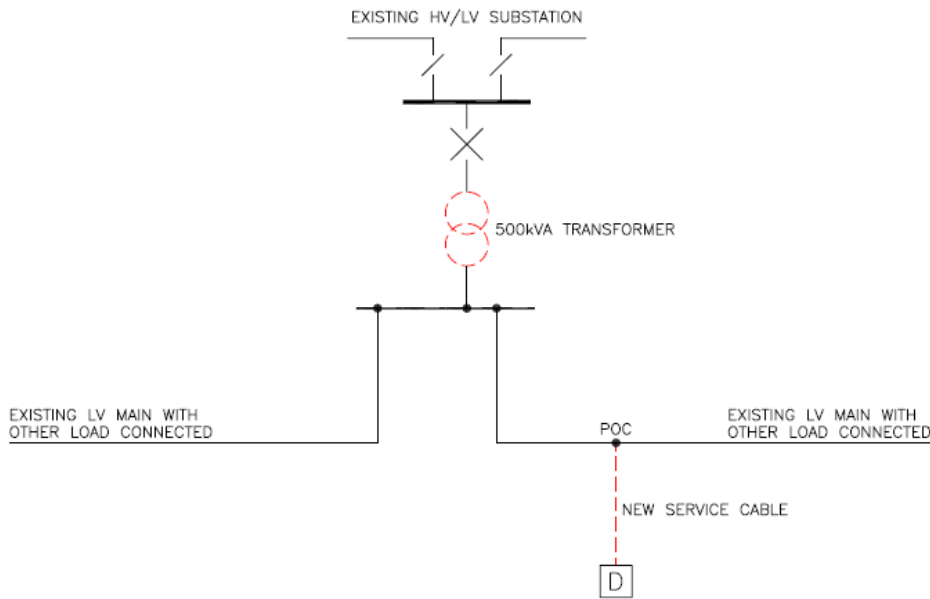 EXISTING HV/LV SUBSTATION
500kVA TRANSFORMER
EXISTING LV MAIN WITH
OTHER LOAD CONNECTED
POC
EXISTING LV MAIN WITH
OTHER LOAD CONNECTED
NEW SERVICE CABLE
D